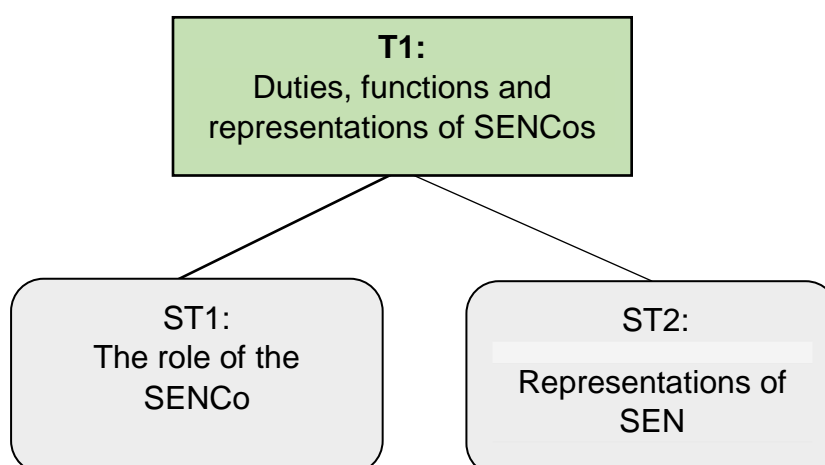 T1:
Duties, functions and
representations of SENCos
ST1:
The role of the
SENCo
ST2:
Representations of
SEN